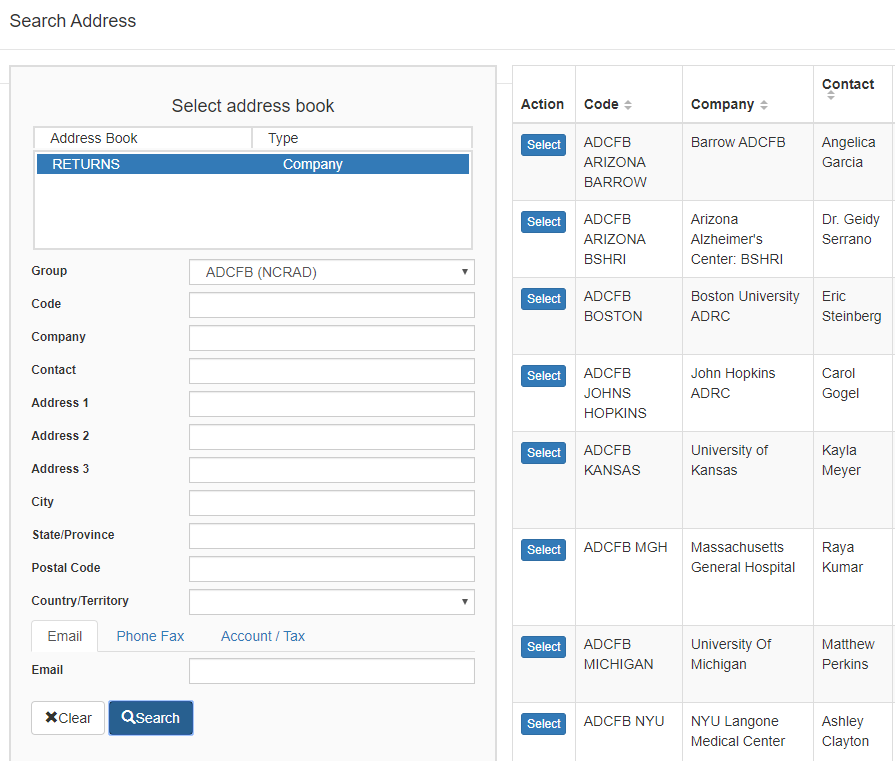 Search Address
Select address book
Address Book Type
RETURNS Company
Group ADCFB (NCRAD)
Code
Company
Contact
Address 1
Address 2
Address 3
City
State/Province
Postal Code
Country/Territory
Email Phone Fax Account / Tax
Email
Clear Search
Action Code Company Contact
Select ADCFB Barrow ADCFB Angelica
ARIZONA Garcia
BARROW
Select ADCFB Arizona Dr. Geidy
ARIZONA Alzheimer's Serrano
BSHRI Center: BSHRI
Select ADCFB Boston University Eric
BOSTON ADRC Steinberg
Select ADCFB John Hopkins Carol
JOHNS ADRC Gogel
HOPKINS
Select ADCFB University of Kayla
KANSAS Kansas Meyer
Select ADCFB MGH Massachusetts Raya
General Hospital Kumar
Select ADCFB University Of Matthew
MICHIGAN Michigan Perkins
Select ADCFB NYU NYU Langone Ashley
Medical Center Clayton